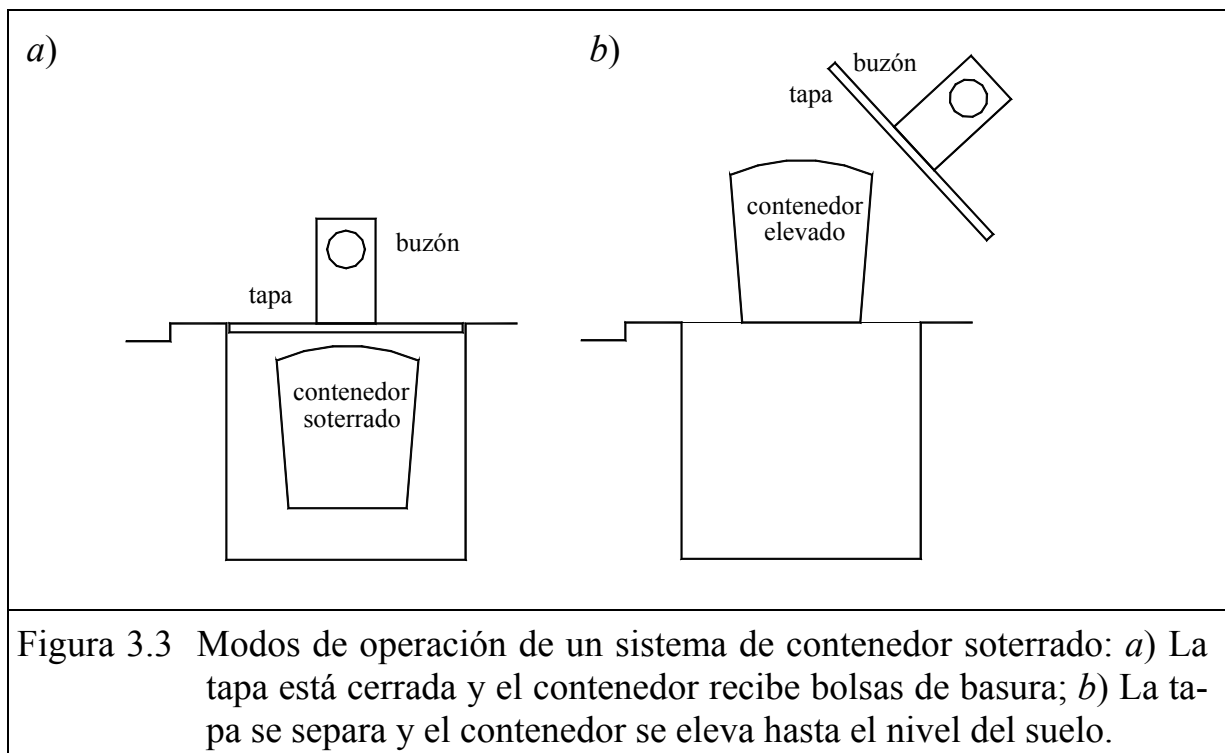 a)
buzón
tapa
contenedor
soterrado
b)
buzón
tapa
contenedor
elevado
Figura 3.3 Modos de operación de un sistema de contenedor soterrado: a) La
tapa está cerrada y el contenedor recibe bolsas de basura; b) La ta-
pa se separa y el contenedor se eleva hasta el nivel del suelo.